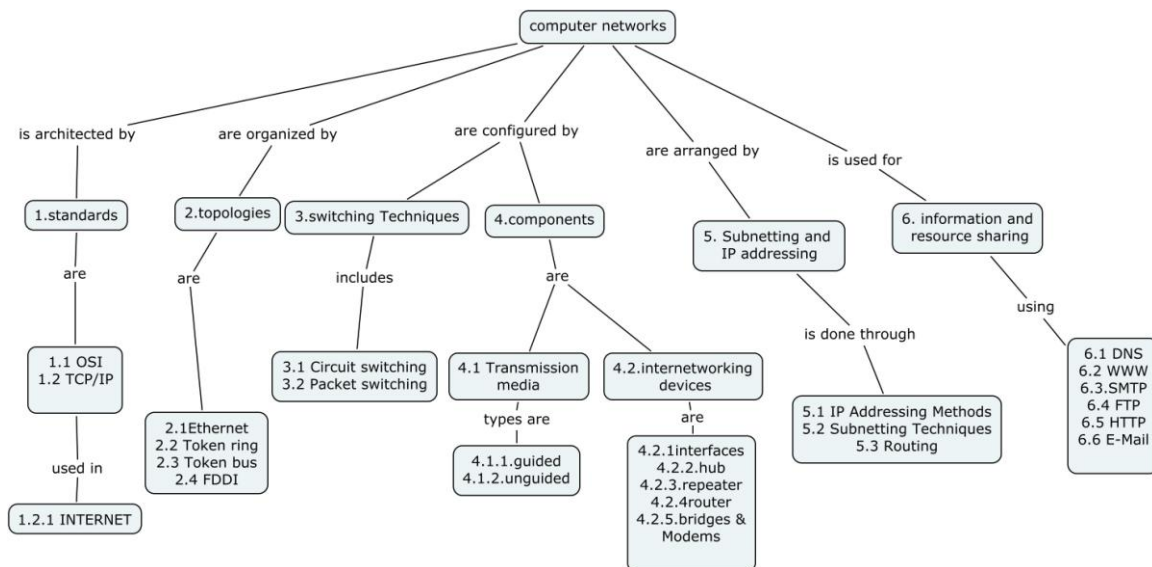 computer networks
is architected by
are organized by
are configured by
are arranged by
is used for
1.standards
2.topologies
3.switching Techniques
4.components
5. Subnetting and
IP addressing
6. information and
resource sharing
are
are
includes
are
is done through
using
1.1 OSI
1.2 TCP/IP
3.1 Circuit switching
3.2 Packet switching
4.1 Transmission
media
4.2.internetworking
devices
6.1 DNS
6.2 WWW
6.3.SMTP
6.4 FTP
6.5 HTTP
6.6 E-Mail
2.1Ethernet
2.2 Token ring
2.3 Token bus
2.4 FDDI
types are
are
5.1 IP Addressing Methods
5.2 Subnetting Techniques
5.3 Routing
used in
4.1.1.guided
4.1.2.unguided
4.2.1interfaces
4.2.2.hub
4.2.3.repeater
4.2.4router
4.2.5.bridges &
Modems
1.2.1 INTERNET